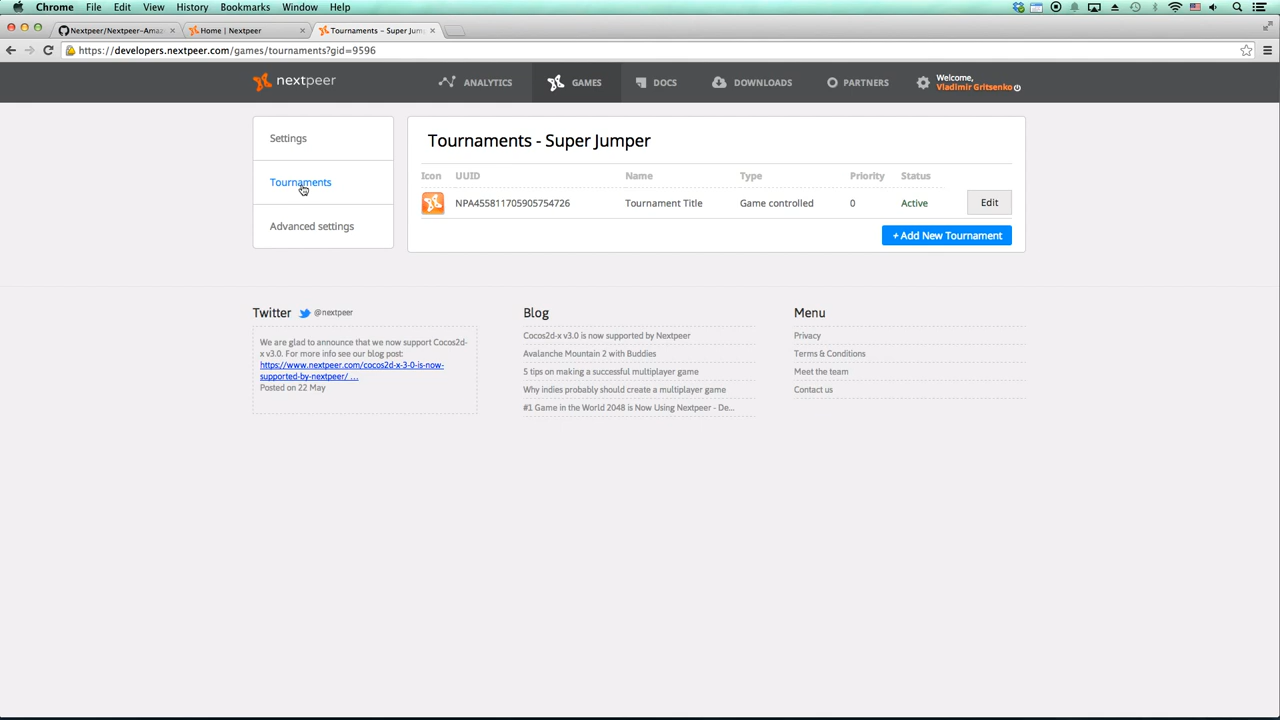 Chrome File Edit View History Bookmarks Window Help
Nextpeer/Nextpeer-Amaz
Home | Nextpeer
Tournaments - Super Jum
https://developers.nextpeer.com/games/tournaments?gid=9596
nextpeer
ANALYTICS
GAMES
DOCS
DOWNLOADS
PARTNERS
Welcome,
Vladimir Gritsenko
Settings
Tournaments
Advanced settings
Tournaments - Super Jumper
Icon UUID Name Type Priority Status
NPA455811705905754726 Tournament Title Game controlled 0 Active Edit
+ Add New Tournament
Twitter @nextpeer
We are glad to announce that we now support Cocos2d-
x v3.0. For more info see our blog post:
https://www.nextpeer.com/cocos2d-x-3-0-is-now-
supported-by-nextpeer/ ...
Posted on 22 May
Blog
Cocos2d-x v3.0 is now supported by Nextpeer
Avalanche Mountain 2 with Buddies
5 tips on making a successful multiplayer game
Why indies probably should create a multiplayer game
#1 Game in the World 2048 is Now Using Nextpeer - De...
Menu
Privacy
Terms & Conditions
Meet the team
Contact us